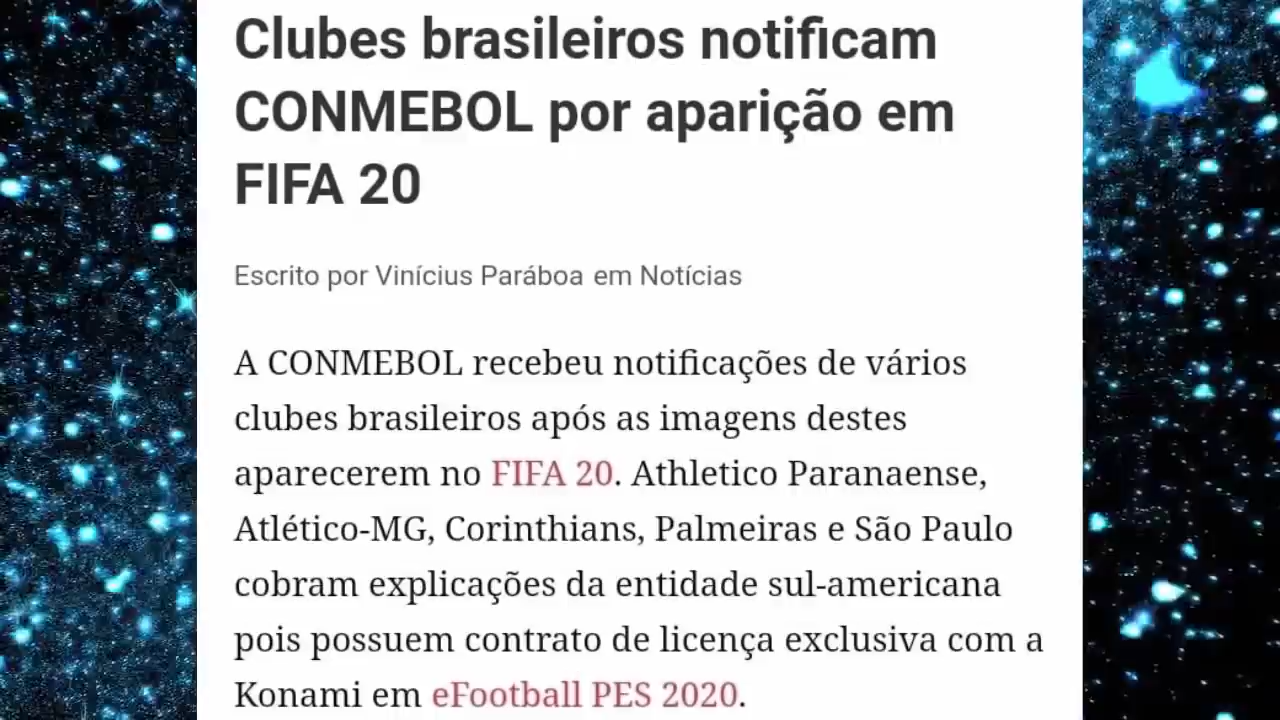 Clubes brasileiros notificam
CONMEBOL por aparição em
FIFA 20
Escrito por Vinícius Paráboa em Notícias
A CONMEBOL recebeu notificações de vários
clubes brasileiros após as imagens destes
aparecerem no FIFA 20. Athletico Paranaense,
Atlético-MG, Corinthians, Palmeiras e São Paulo
cobram explicações da entidade sul-americana
pois possuem contrato de licença exclusiva com a
Konami em eFootball PES 2020.